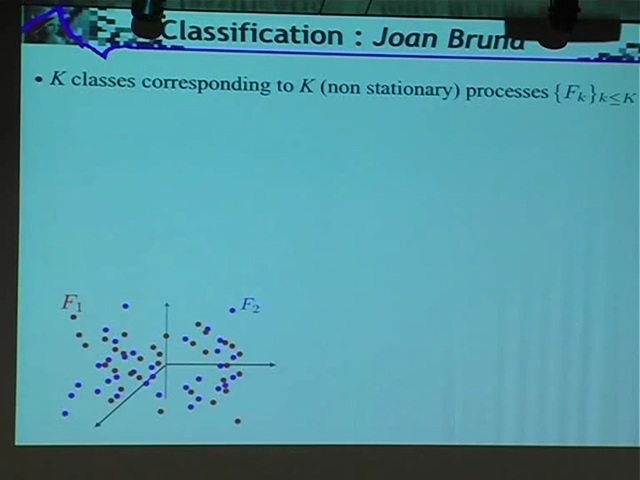 Classification : Joan Bruna
• K classes corresponding to K (non stationary) processes {F_k}_{k≤K}
F_1
F_2